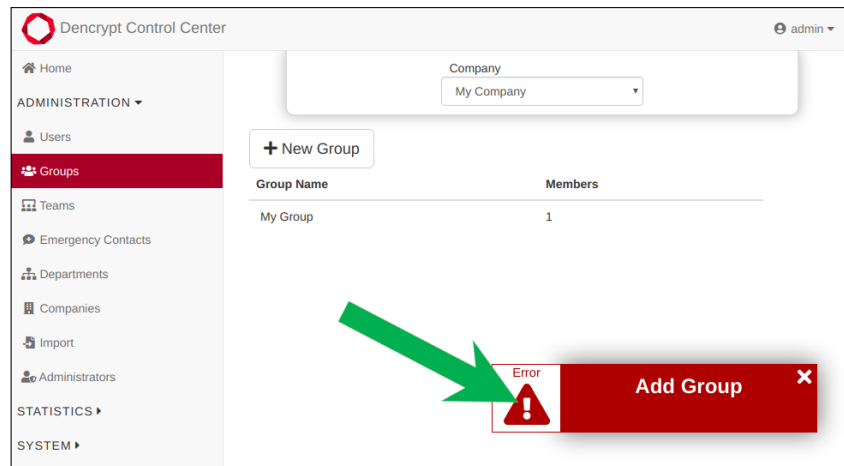 Dencrypt Control Center
admin
Home
ADMINISTRATION
Users
Groups
Teams
Emergency Contacts
Departments
Companies
Import
Administrators
STATISTICS
SYSTEM
Company
My Company
+ New Group
Group Name Members
My Group 1
Error
Add Group